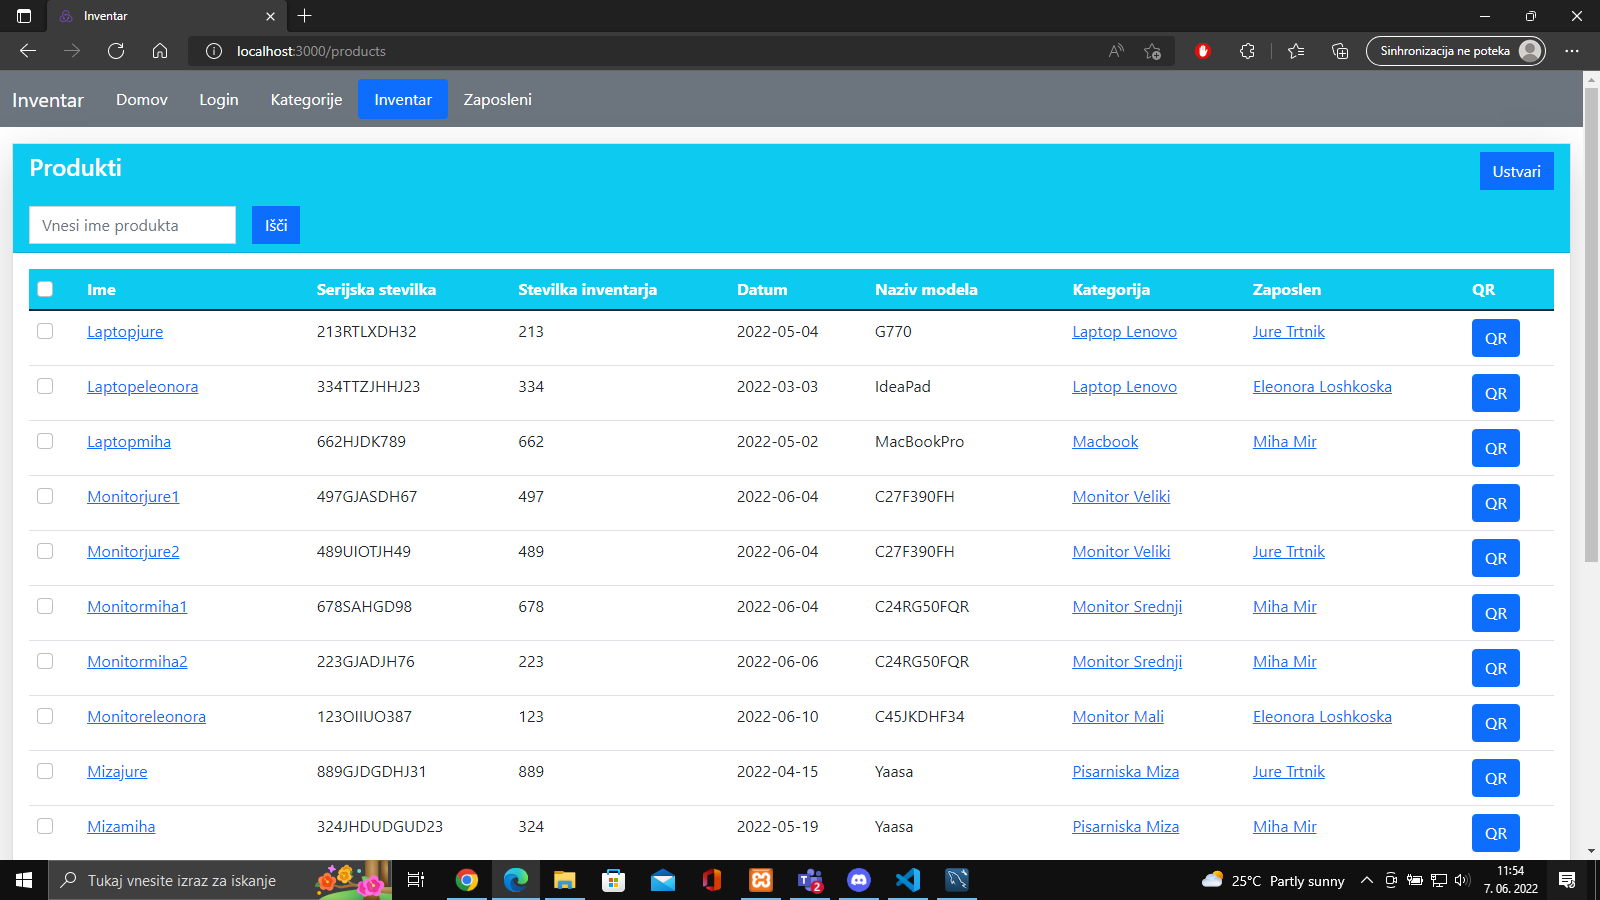 Inventar
localhost:3000/products
Sinhronizacija ne poteka
Inventar Domov Login Kategorije Inventar Zaposleni
Produkti
Ustvari
Vnesi ime produkta Išči
Ime Serijska stevilka Stevilka inventarja Datum Naziv modela Kategorija Zaposlen QR
Laptopjure 213RTLXDH32 213 2022-05-04 G770 Laptop Lenovo Jure Trtnik QR
Laptopeleonora 334TTZJHHJ23 334 2022-03-03 IdeaPad Laptop Lenovo Eleonora Loshkoska QR
Laptopmiha 662HJDK789 662 2022-05-02 MacBookPro Macbook Miha Mir QR
Monitorjure1 497GJASDH67 497 2022-06-04 C27F390FH Monitor Veliki QR
Monitorjure2 489UIOTJH49 489 2022-06-04 C27F390FH Monitor Veliki Jure Trtnik QR
Monitormiha1 678SAHGD98 678 2022-06-04 C24RG50FQR Monitor Srednji Miha Mir QR
Monitormiha2 223GJADJH76 223 2022-06-06 C24RG50FQR Monitor Srednji Miha Mir QR
Monitoreleonora 123OIIUO387 123 2022-06-10 C45JKDHF34 Monitor Mali Eleonora Loshkoska QR
Mizajure 889GJDGDHJ31 889 2022-04-15 Yaasa Pisarniska Miza Jure Trtnik QR
Mizamiha 324JHDUDGUD23 324 2022-05-19 Yaasa Pisarniska Miza Miha Mir QR
Tukaj vnesite izraz za iskanje
2
25°C Partly sunny
11:54
7. 06. 2022